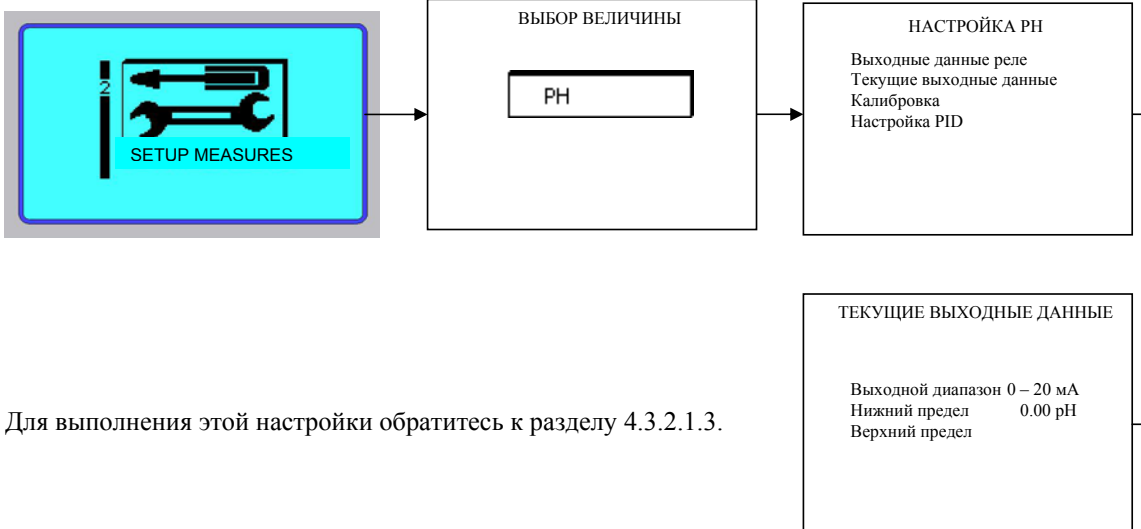 2
SETUP MEASURES
ВЫБОР ВЕЛИЧИНЫ
PH
НАСТРОЙКА PH
Выходные данные реле
Текущие выходные данные
Калибровка
Настройка PID
ТЕКУЩИЕ ВЫХОДНЫЕ ДАННЫЕ
Выходной диапазон 0 – 20 мА
Нижний предел 0.00 pH
Верхний предел
Для выполнения этой настройки обратитесь к разделу 4.3.2.1.3.